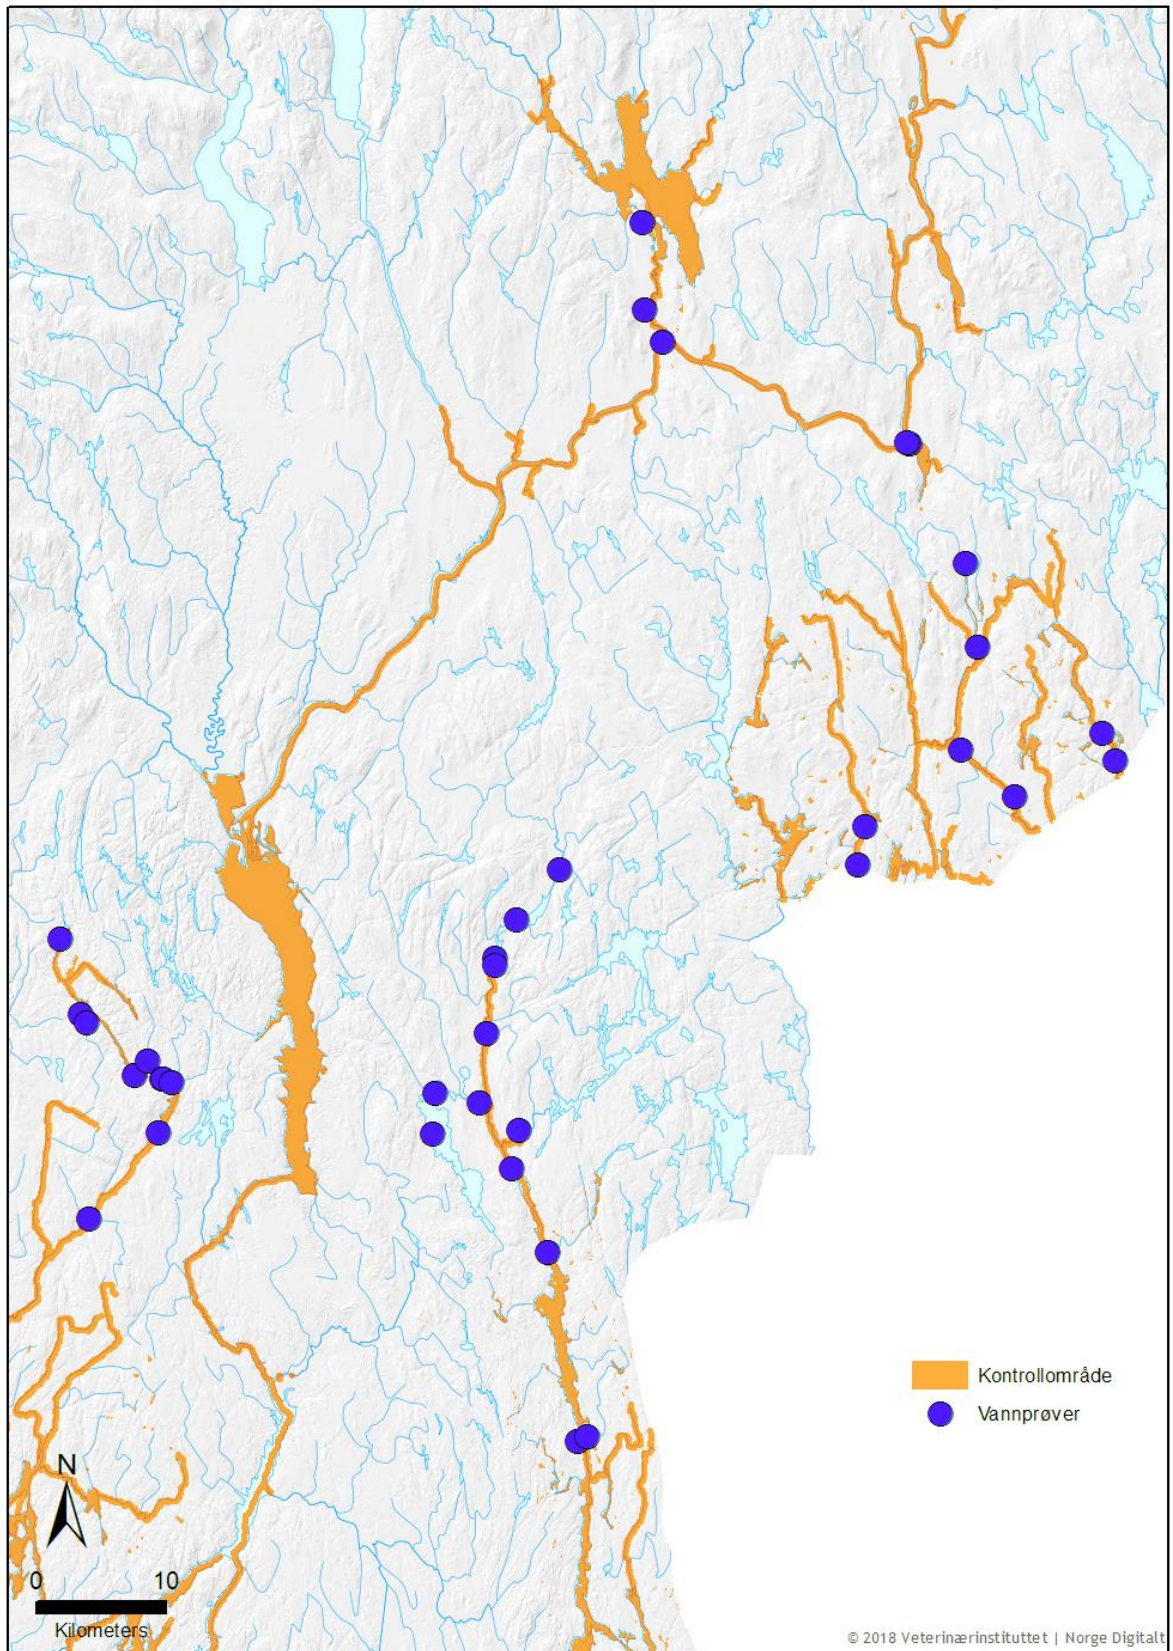 Kontrollområde
Vannprøver
N
0 10
Kilometers
© 2018 Veterinærinstituttet | Norge Digitalt